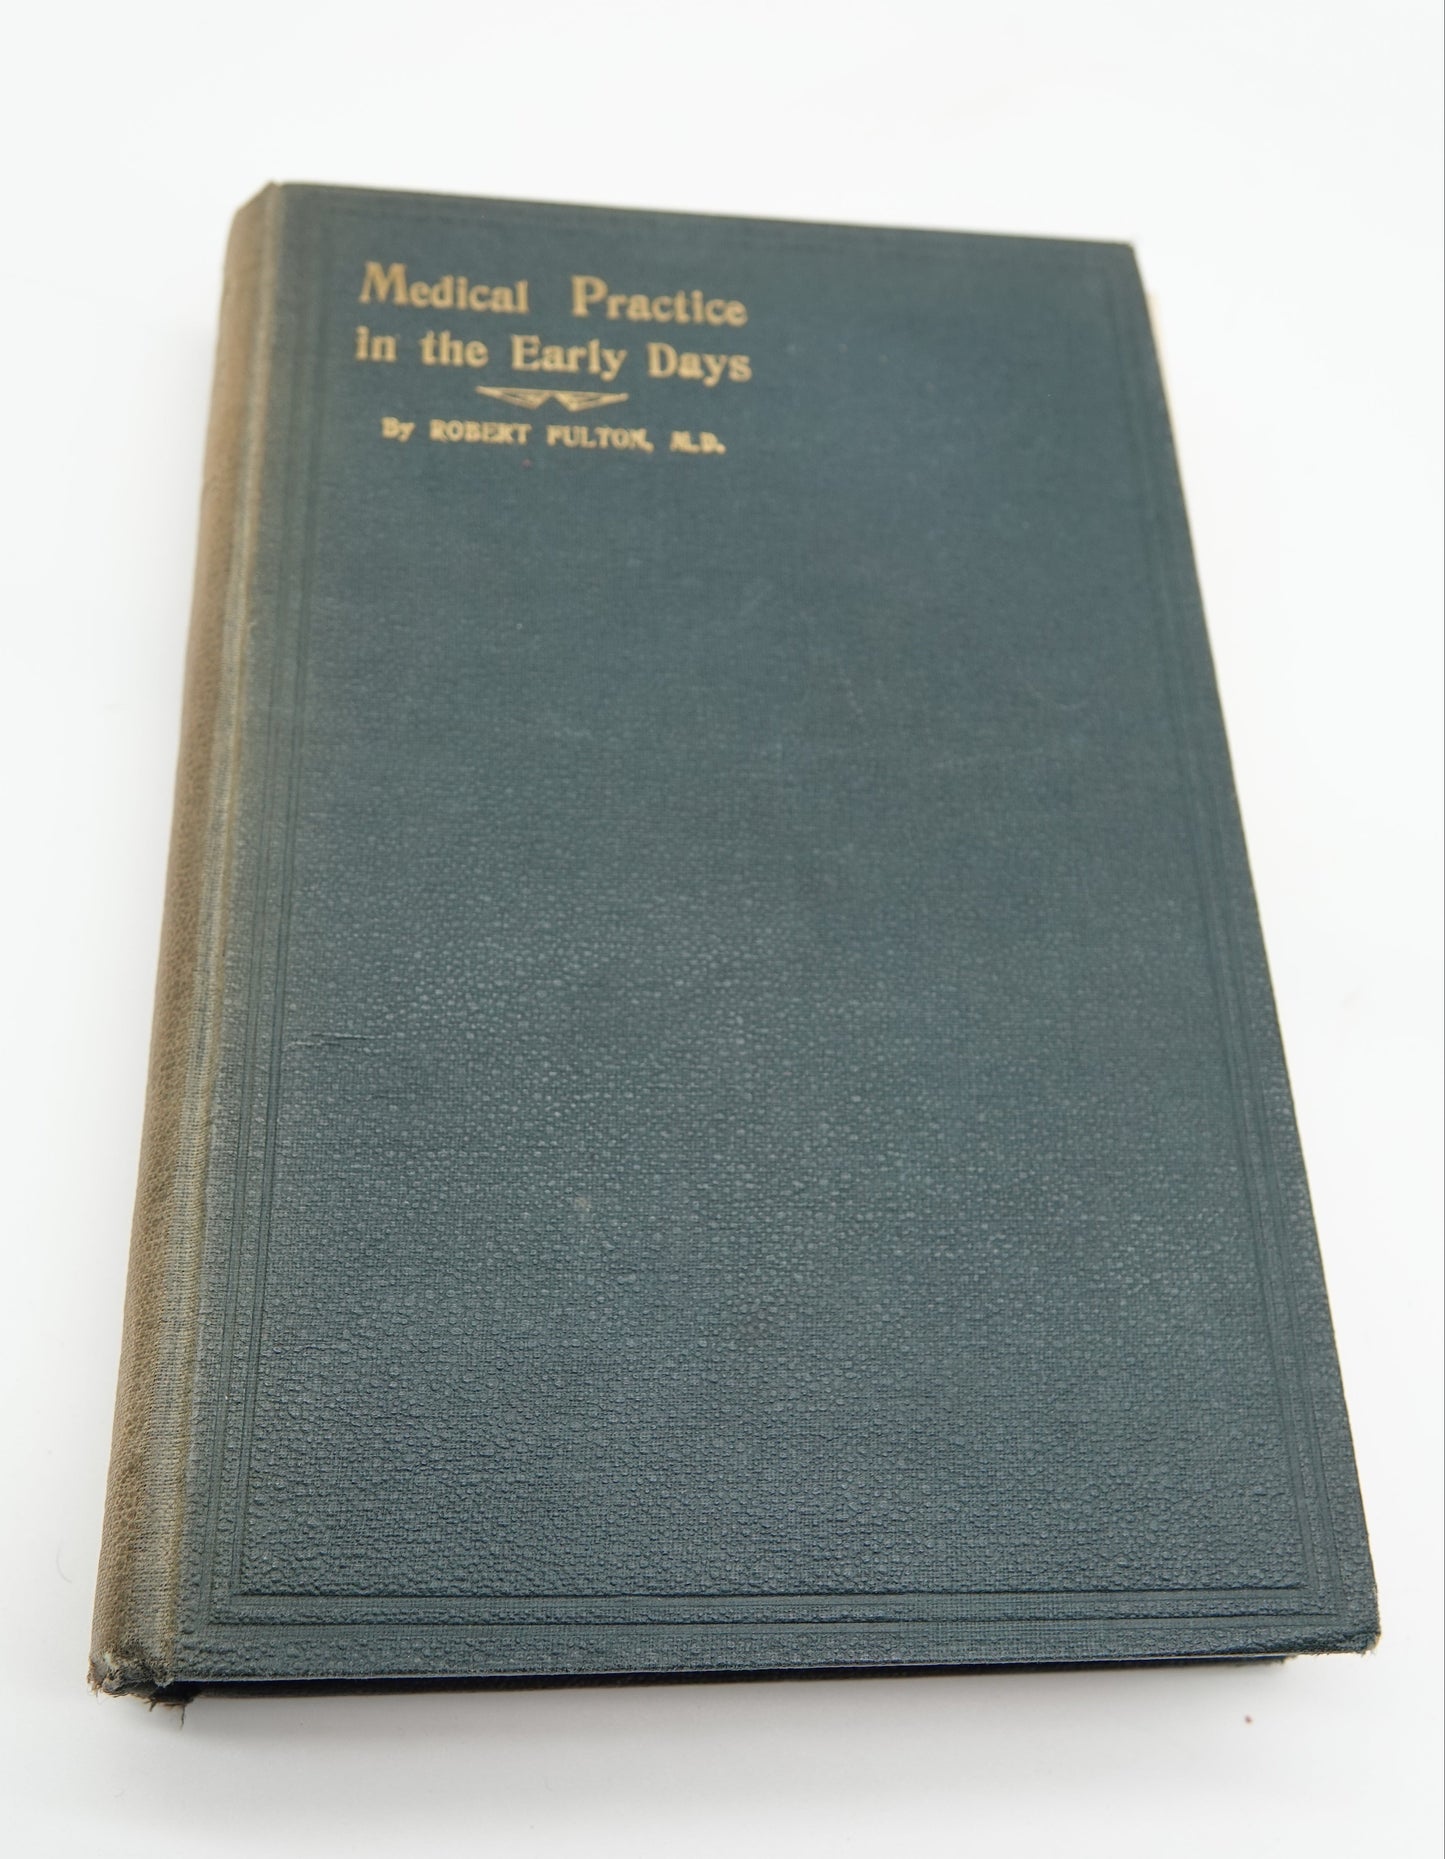 Medical Practice
in the Early Days
By ROBERT FULTON, M.D.